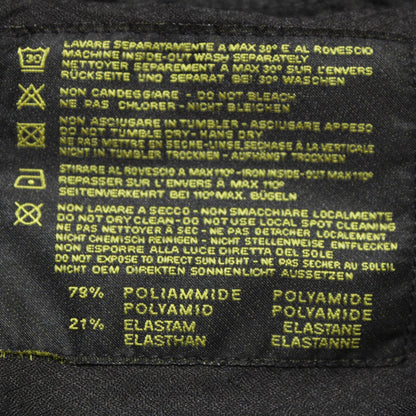 30
LAVARE SEPARATAMENTE A MAX 30° E AL ROVESCIO
MACHINE INSIDE-OUT WASH SEPARATELY
NETTOYER SEPAREMENT A MAX 30° SUR L'ENVERS
RÜCKSEITE UND SEPARAT BEI 30° WASCHEN
NON CANDEGGIARE - DO NOT BLEACH
NE PAS CHLORER - NICHT BLEICHEN
NON ASCIUGARE IN TUMBLER - ASCIUGARE APPESO
DO NOT TUMBLE DRY - HANG DRY
NE PAS METTRE EN SECHE-LINGE, SECHAGE A LA VERTICALE
NICHT IM TUMBLER TROCKNEN - AUFHÄNGT TROCKNEN
STIRARE AL ROVESCIO A MAX 110° - IRON INSIDE-OUT MAX 110°
REPASSER SUR L'ENVERS À MAX 110°
SEITENVERKEHRT BEI 110° MAX. BÜGELN
NON LAVARE A SECCO - NON SMACCHIARE LOCALMENTE
DO NOT DRY CLEAN - DO NOT USE LOCAL SPOT CLEANING
NE PAS NETTOYER À SEC - NE PAS DETACHER LOCALEMENT
NICHT CHEMISCH REINIGEN - NICHT STELLENWEISE ENTFLECKEN
NON ESPORRE ALLA LUCE DIRETTA DEL SOLE
DO NOT EXPOSE TO DIRECT SUN LIGHT - NE PAS SECHER AU SOLEIL
NICHT DEM DIREKTEN SONNENLICHT AUSSETZEN
79% POLIAMMIDE POLYAMIDE
POLYAMID POLYAMIDE
21% ELASTAM ELASTANE
ELASTHAN ELASTHANNE